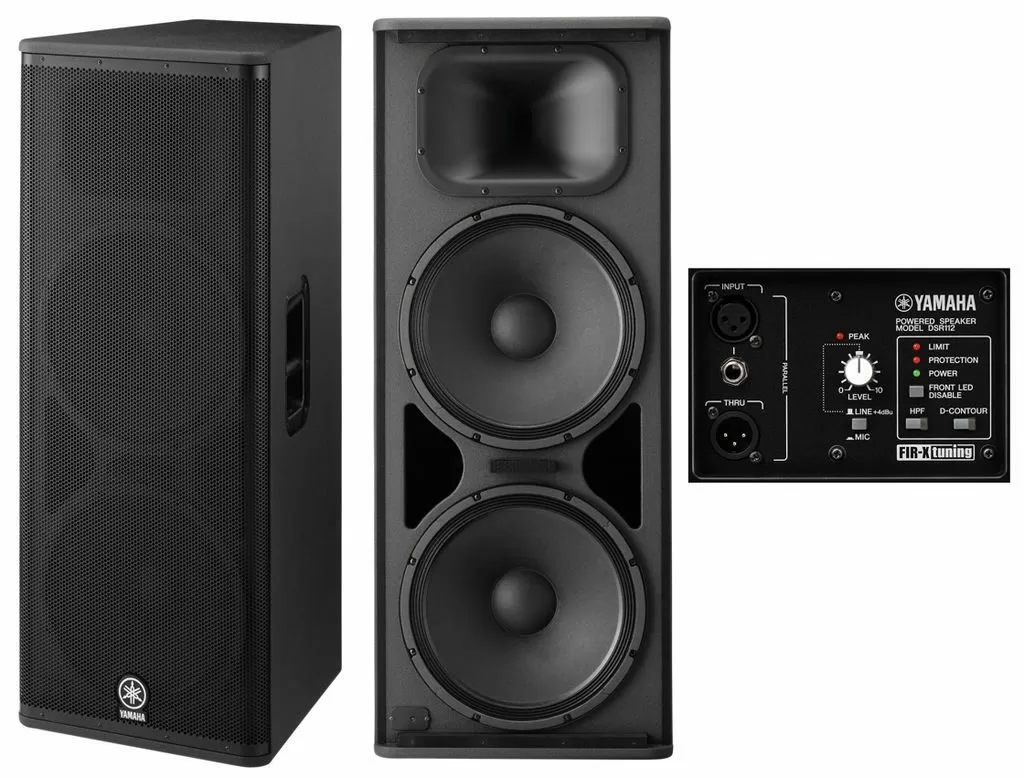 YAMAHA
INPUT
YAMAHA
POWERED SPEAKER
MODEL DSR112
PEAK
LIMIT
PROTECTION
POWER
PARALLEL
0 10
LEVEL
FRONT LED
DISABLE
THRU
LINE +4dBu
HPF D-CONTOUR
MIC
FIR-X tuning